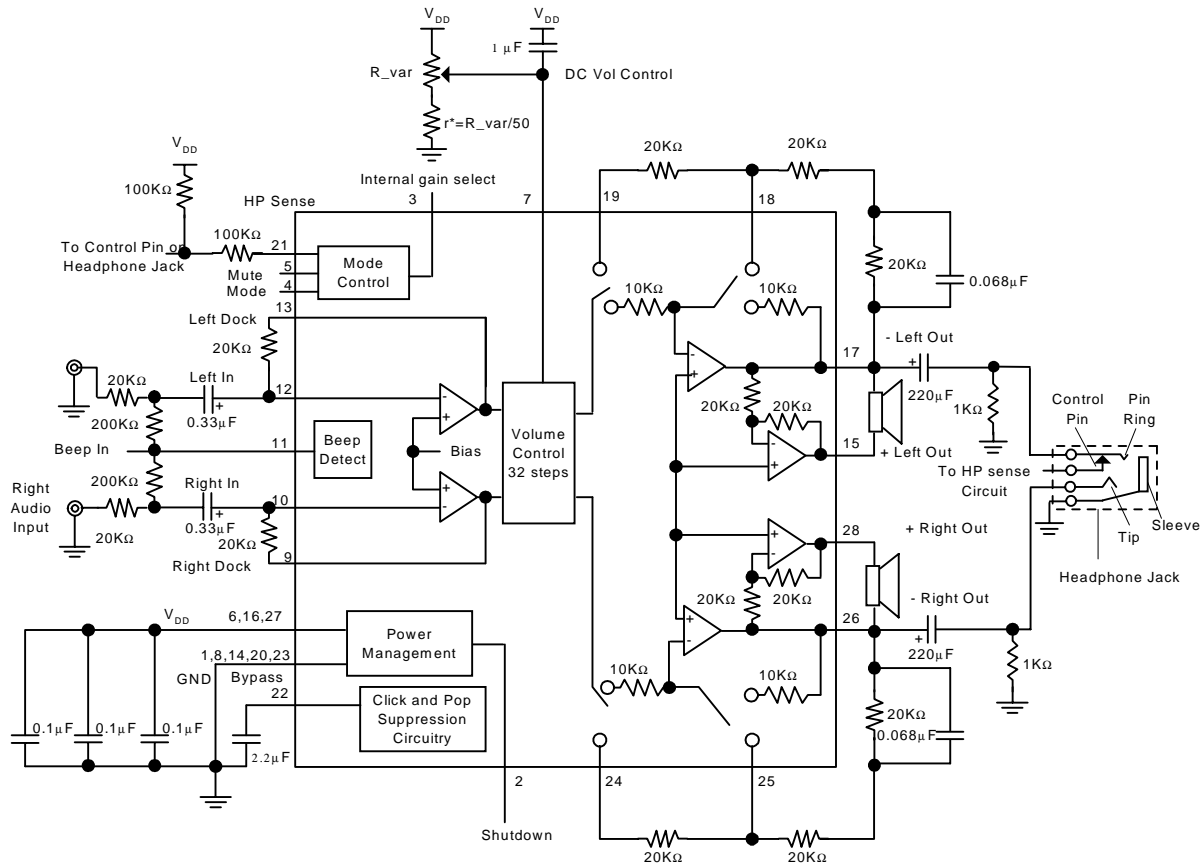 V_DD
V_DD
1 μF
R_var
DC Vol Control
r*=R_var/50
V_DD
20KΩ
20KΩ
100KΩ
Internal gain select
HP Sense
3
7
19
18
To Control Pin or
Headphone Jack
100KΩ
21
Mute
5
Mode
4
Mode
Control
20KΩ
0.068μF
10KΩ
10KΩ
13
Left Dock
20KΩ
- Left Out
17
Left In
12
20KΩ
+
0.33μF
-
+
-
+
+
220μF
1KΩ
Control
Pin
Pin
Ring
200KΩ
20KΩ
20KΩ
Beep In
11
Beep
Detect
Bias
Volume
Control
32 steps
-
+
15
+ Left Out
To HP sense
Circuit
Right
Audio
Input
200KΩ
Right In
10
20KΩ
+
0.33μF
20KΩ
+
-
9
Right Dock
+
-
28
+ Right Out
Tip
Sleeve
Headphone Jack
20KΩ
20KΩ
- Right Out
V_DD
6,16,27
Power
Management
+
-
26
+
220μF
1KΩ
1,8,14,20,23
GND
Bypass
22
10KΩ
10KΩ
Click and Pop
Suppression
Circuitry
20KΩ
0.068μF
0.1μF
0.1μF
0.1μF
2.2μF
2
24
25
Shutdown
20KΩ
20KΩ